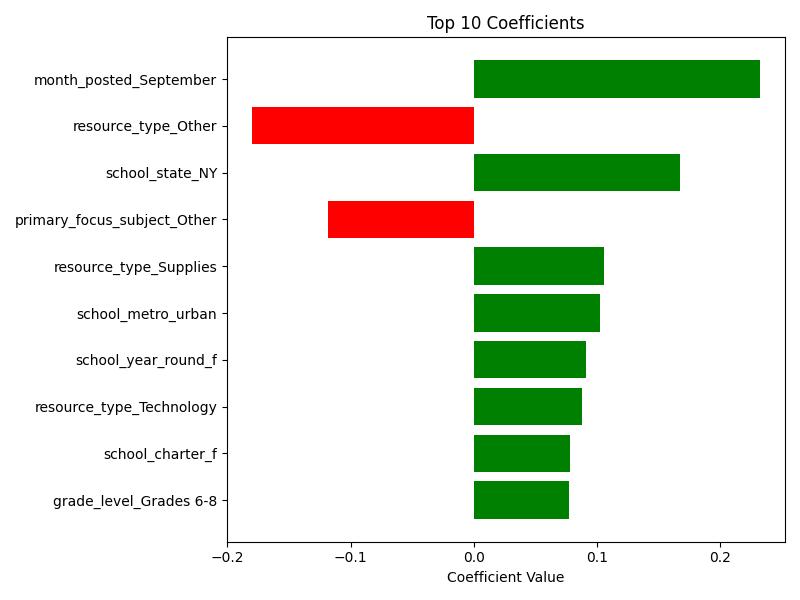 Top 10 Coefficients
month_posted_September
resource_type_Other
school_state_NY
primary_focus_subject_Other
resource_type_Supplies
school_metro_urban
school_year_round_f
resource_type_Technology
school_charter_f
grade_level_Grades 6-8
−0.2 −0.1 0.0 0.1 0.2
Coefficient Value